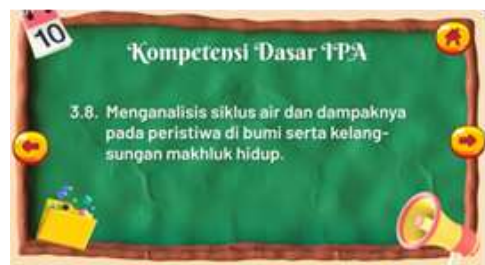 10
Kompetensi Dasar IPA
3.8. Menganalisis siklus air dan dampaknya
pada peristiwa di bumi serta kelang-
sungan makhluk hidup.